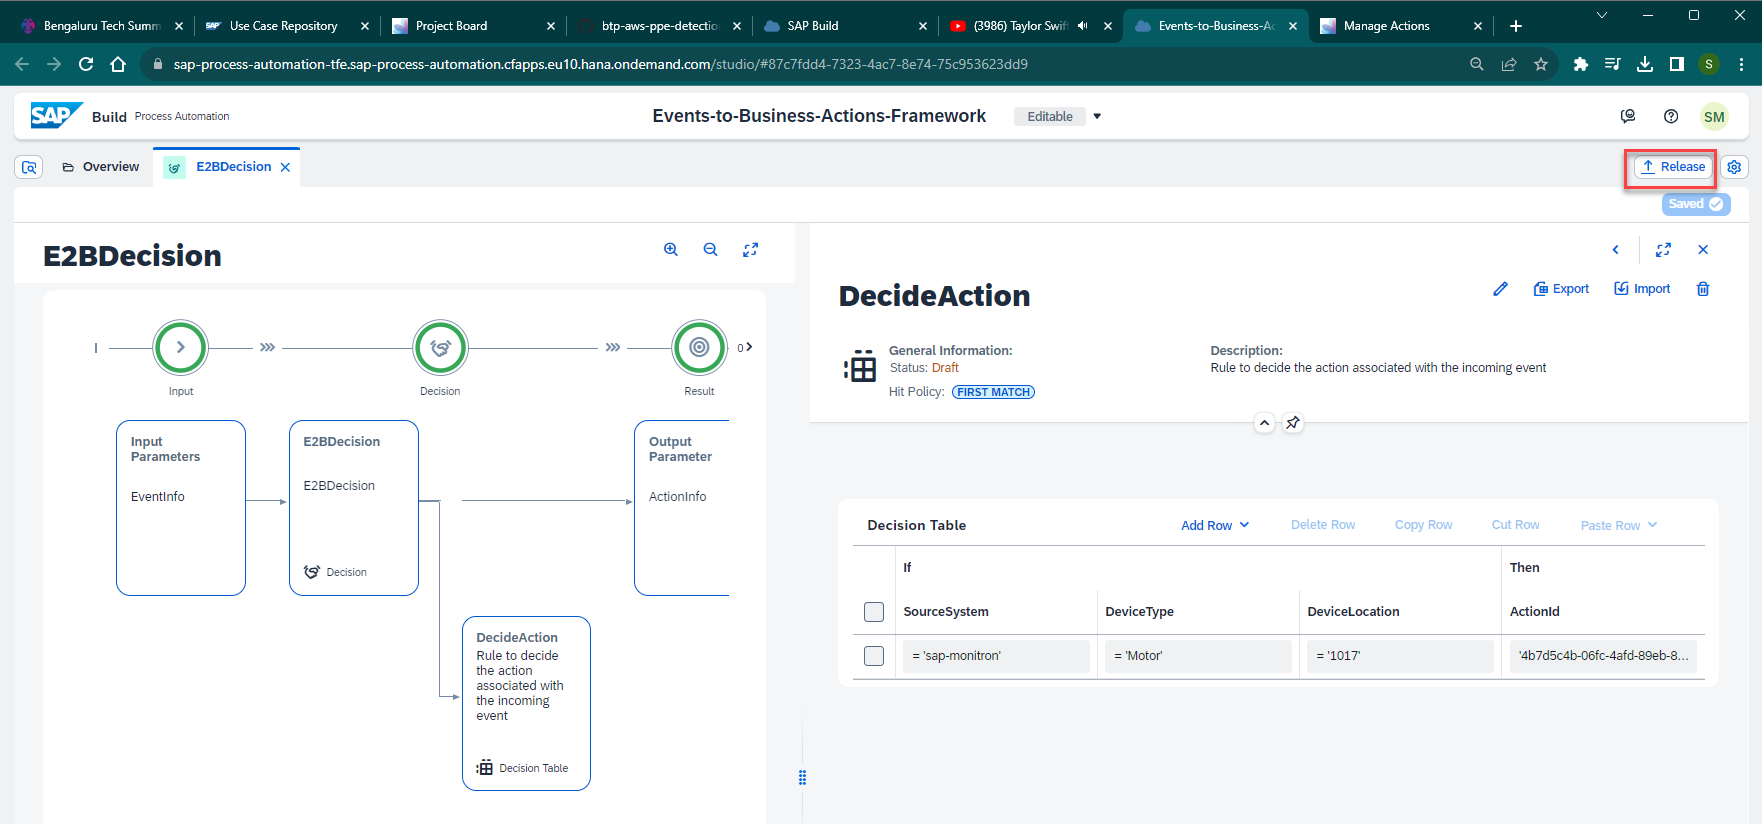 Bengaluru Tech Summ
Use Case Repository
Project Board
btp-aws-ppe-detectio
SAP Build
(3986) Taylor Swif
Events-to-Business-Ac
Manage Actions
sap-process-automation-tfe.sap-process-automation.cfapps.eu10.hana.ondemand.com/studio/#87c7fdd4-7323-4ac7-8e74-75c953623dd9
S
SAP Build Process Automation
Events-to-Business-Actions-Framework
Editable
SM
Overview
E2BDecision
Release
Saved
E2BDecision
Input
Decision
Result
0
Input Parameters
EventInfo
E2BDecision
E2BDecision
Decision
Output Parameter
ActionInfo
DecideAction
Rule to decide
the action
associated with
the incoming
event
Decision Table
DecideAction
Export
Import
General Information:
Status: Draft
Hit Policy: FIRST MATCH
Description:
Rule to decide the action associated with the incoming event
Decision Table
Add Row
Delete Row
Copy Row
Cut Row
Paste Row
If
Then
SourceSystem
DeviceType
DeviceLocation
ActionId
= 'sap-monitron'
= 'Motor'
= '1017'
'4b7d5c4b-06fc-4afd-89eb-8...